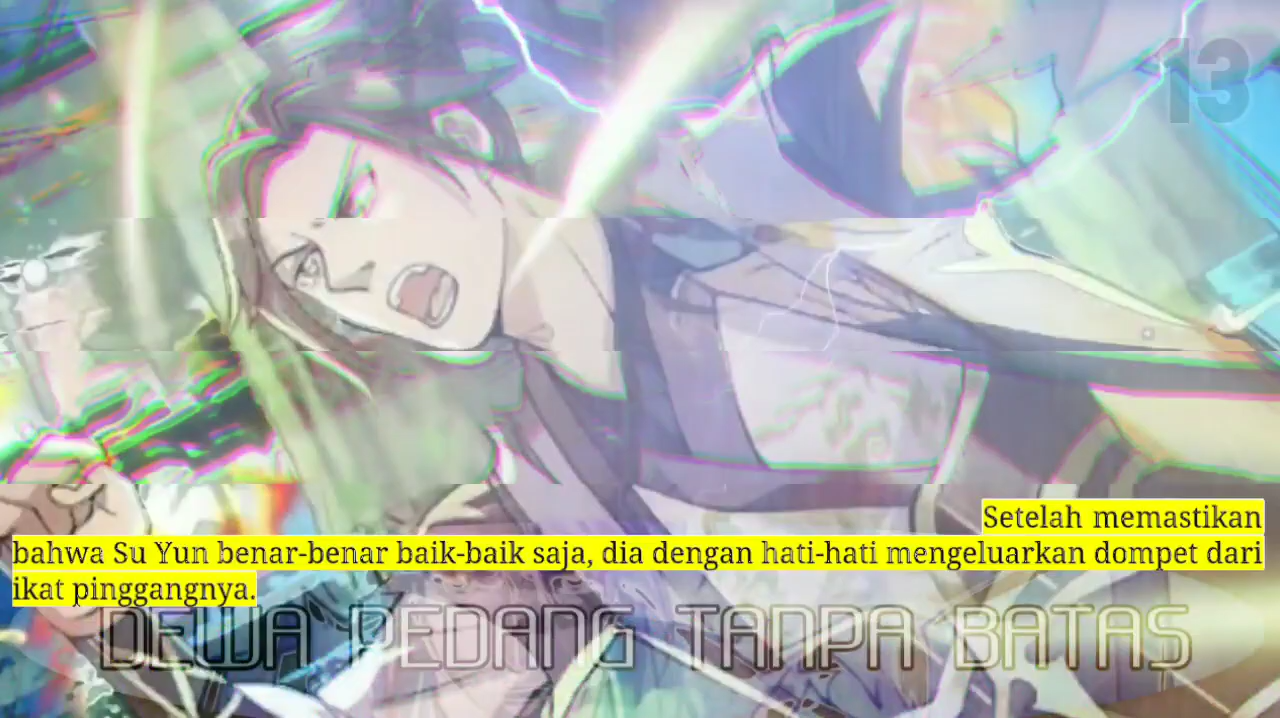 13
Setelah memastikan
bahwa Su Yun benar-benar baik-baik saja, dia dengan hati-hati mengeluarkan dompet dari
ikat pinggangnya.
DEWA PEDANG TANPA BATAS